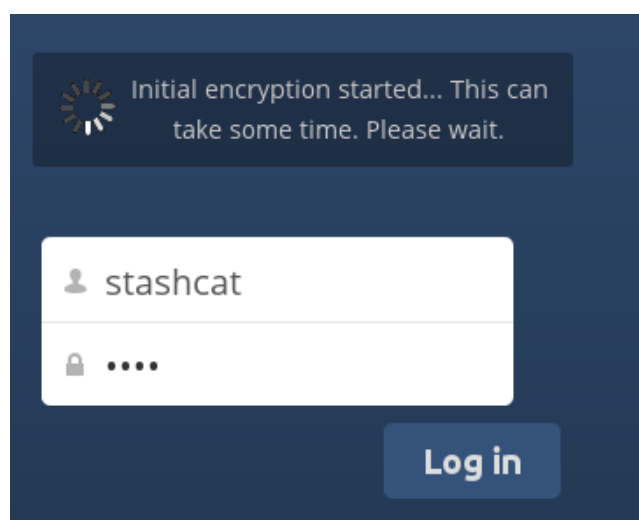 Initial encryption started... This can
take some time. Please wait.
stashcat
••••
Log in